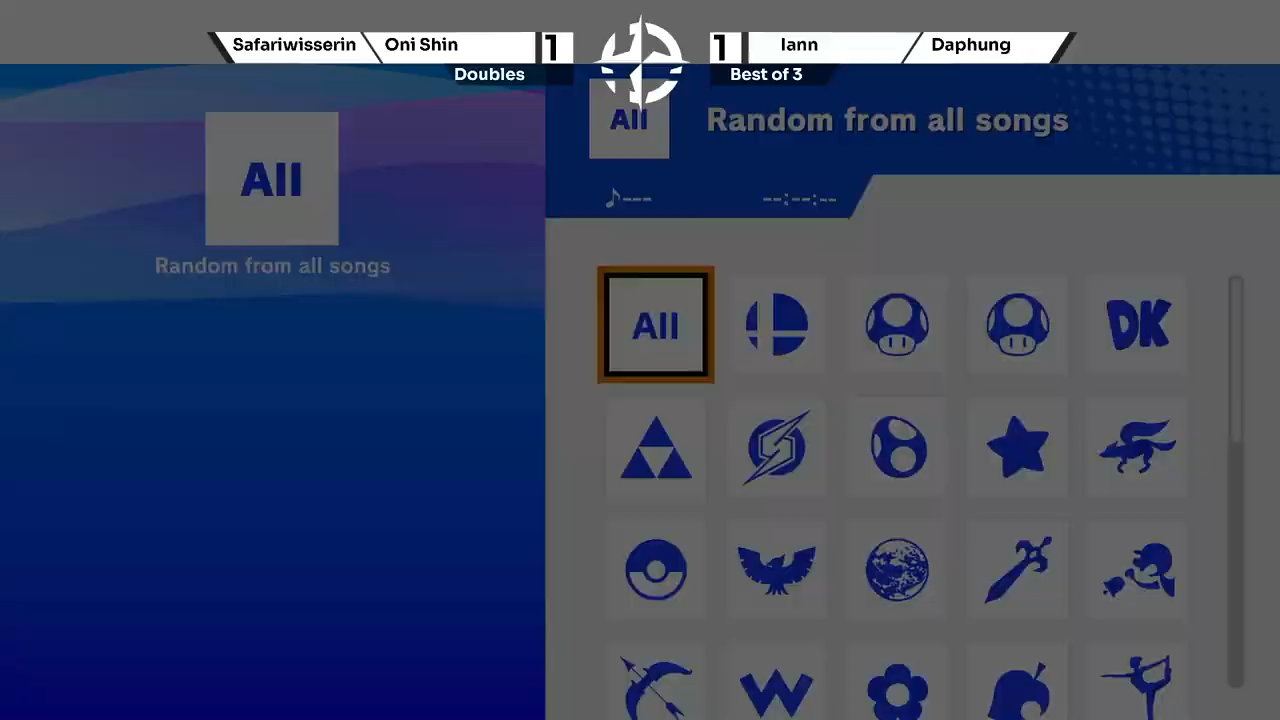 Safariwisserin Oni Shin 1 1 Iann Daphung
Doubles Best of 3
All Random from all songs
All
Random from all songs
♪--- --:--:--
All DK